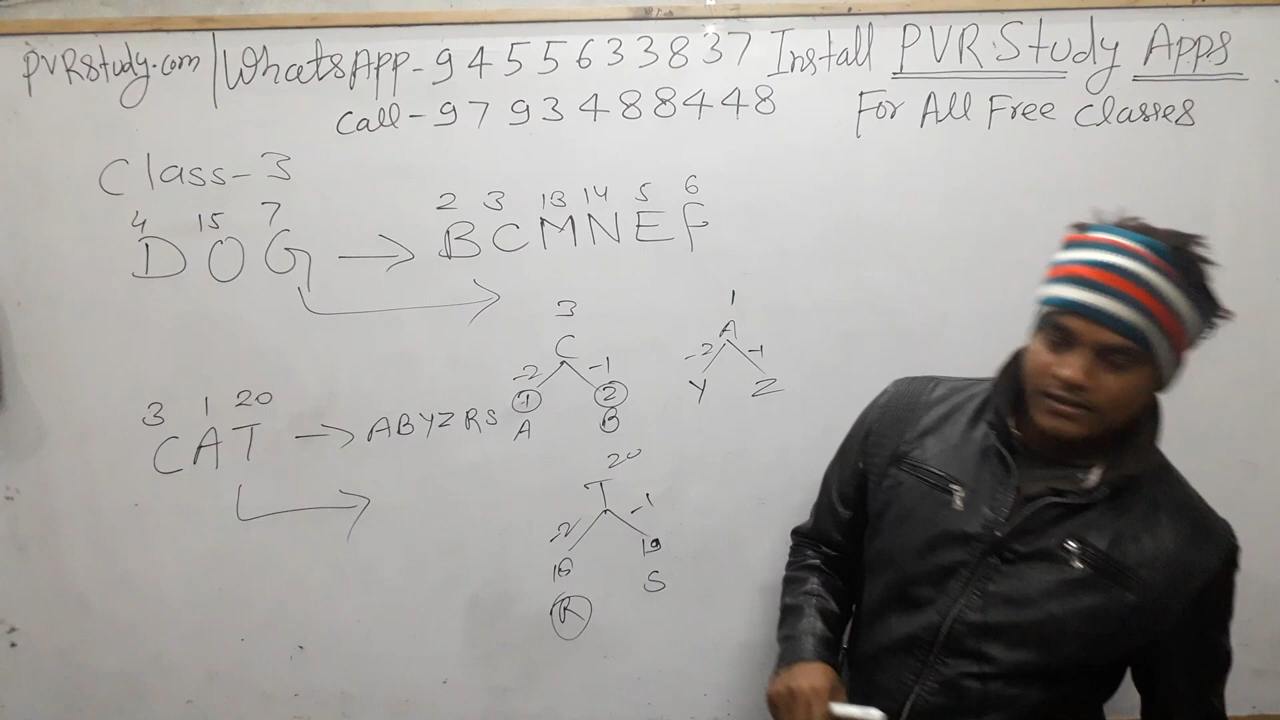 PVRStudy.com | WhatsApp - 9455633837 Install PVR Study Apps
Call - 9793488448 For All Free Classes
Class - 3
4 15 7 2 3 13 14 5 6
D O G → B C M N E F
3 1
C A
-2 -1 -2 -1
1 2 Y Z
A B
3 1 20
C A T → A B Y Z R S
20
T
-2 -1
18 19
R S